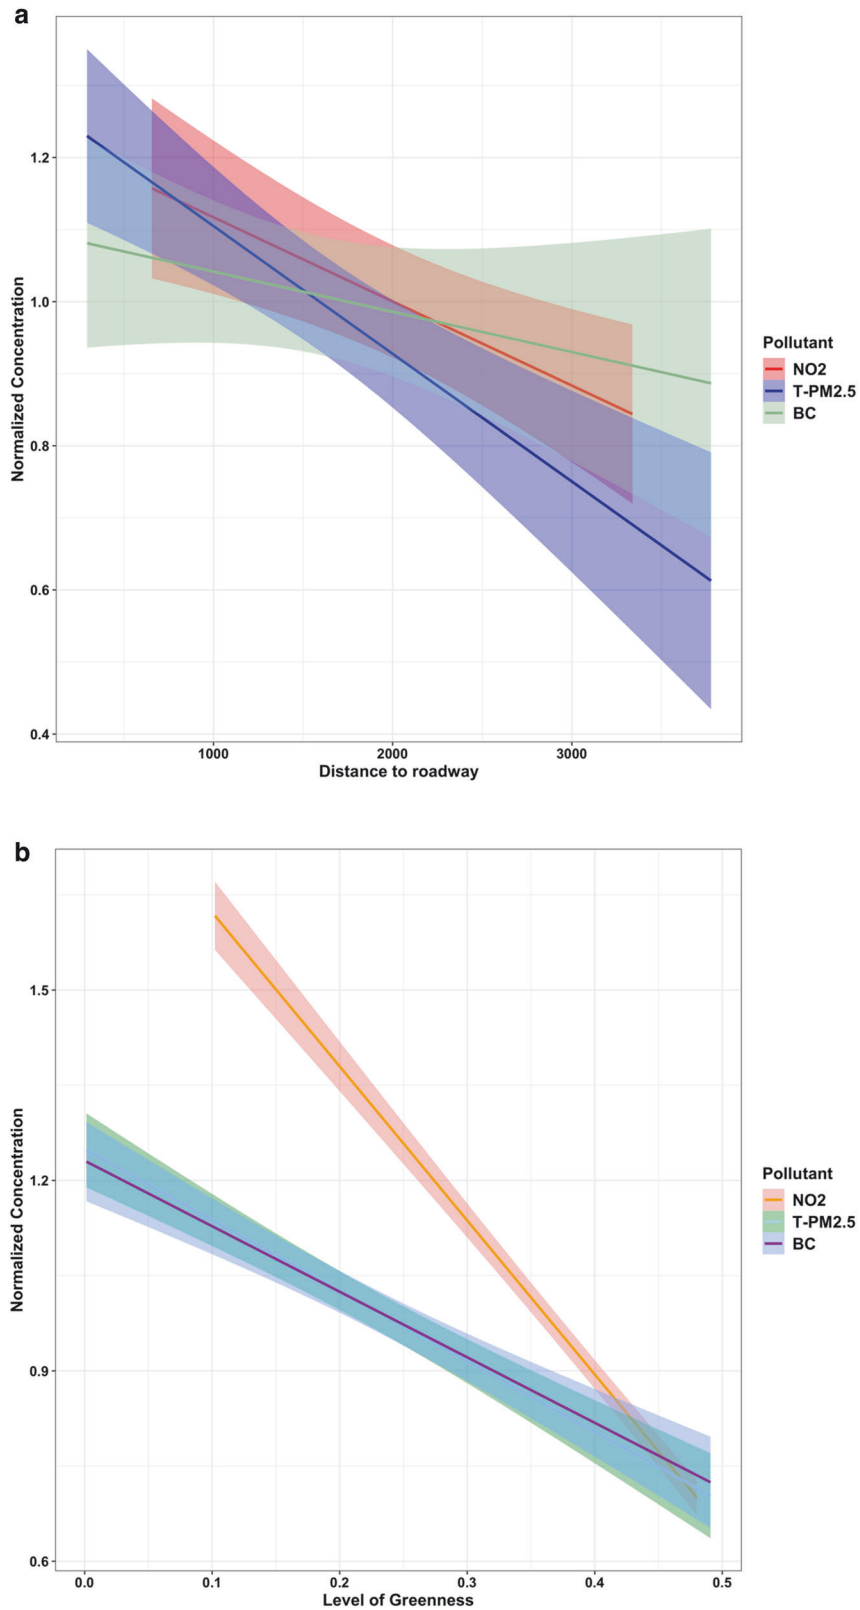 a
1.2
1.0
0.8
0.6
0.4
Normalized Concentration
1000 2000 3000
Distance to roadway
Pollutant
NO2
T-PM2.5
BC
b
1.5
1.2
0.9
0.6
Normalized Concentration
0.0 0.1 0.2 0.3 0.4 0.5
Level of Greenness
Pollutant
NO2
T-PM2.5
BC